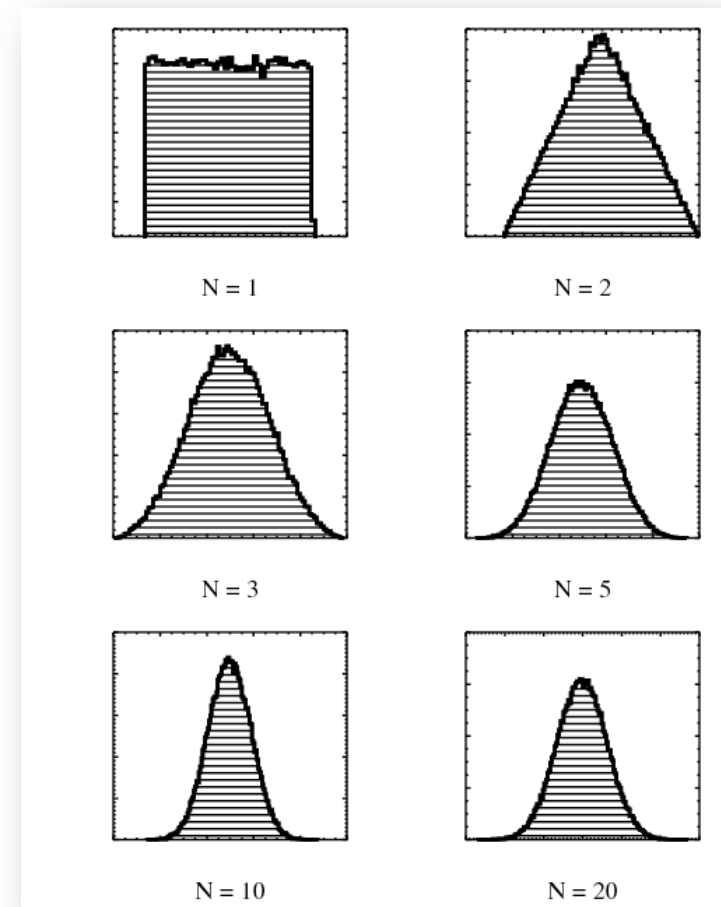 N = 1
N = 2
N = 3
N = 5
N = 10
N = 20